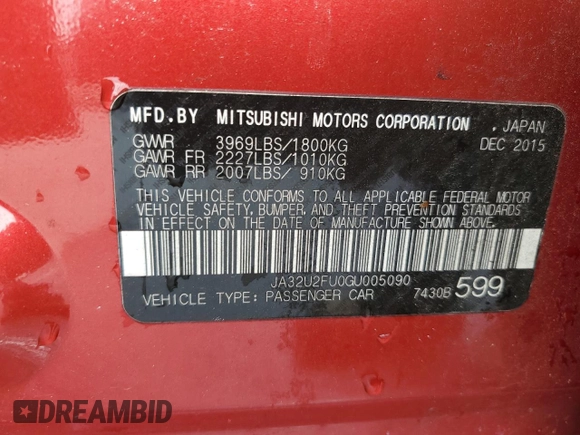 MFD.BY MITSUBISHI MOTORS CORPORATION , JAPAN
GVWR 3969LBS/1800KG DEC 2015
GAWR FR 2227LBS/1010KG
GAWR RR 2007LBS/ 910KG
THIS VEHICLE CONFORMS TO ALL APPLICABLE FEDERAL MOTOR
VEHICLE SAFETY, BUMPER, AND THEFT PREVENTION STANDARDS
IN EFFECT ON THE DATE OF MANUFACTURE SHOWN ABOVE.
JA32U2FU0GU005090
VEHICLE TYPE: PASSENGER CAR 7430B 599
DREAMBID